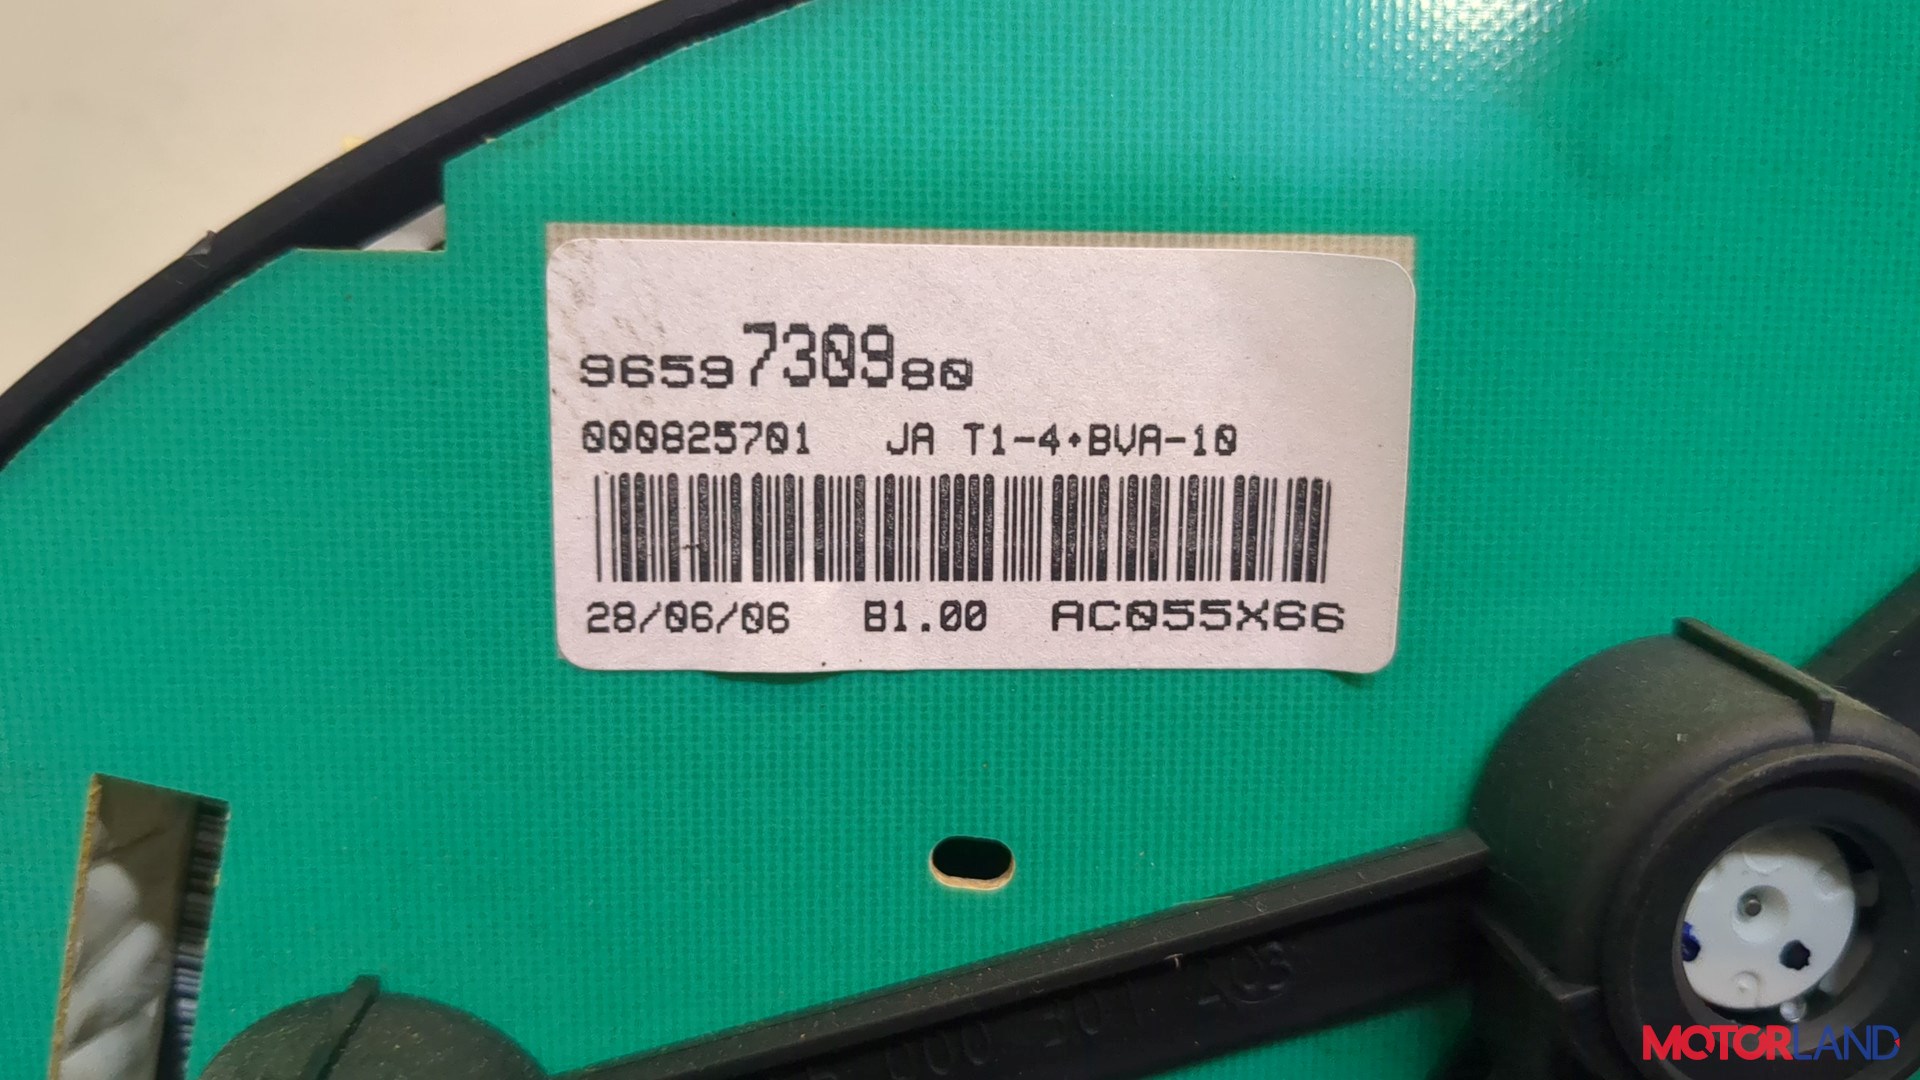 9659730980
000825701 JA T1-4+BVA-10
28/06/06 B1.00 AC055X66
MOTORLAND